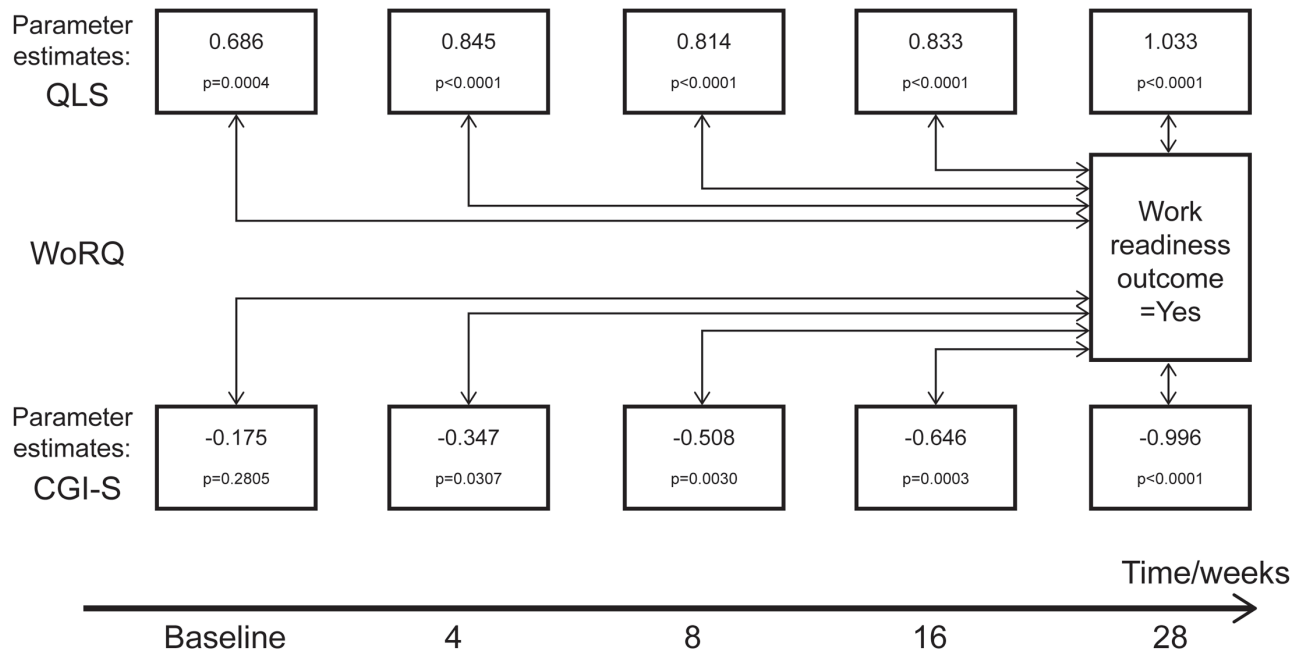 Parameter
estimates:
QLS
0.686
p=0.0004
0.845
p<0.0001
0.814
p<0.0001
0.833
p<0.0001
1.033
p<0.0001
WoRQ
Work
readiness
outcome
=Yes
Parameter
estimates:
CGI-S
-0.175
p=0.2805
-0.347
p=0.0307
-0.508
p=0.0030
-0.646
p=0.0003
-0.996
p<0.0001
Time/weeks
Baseline
4
8
16
28